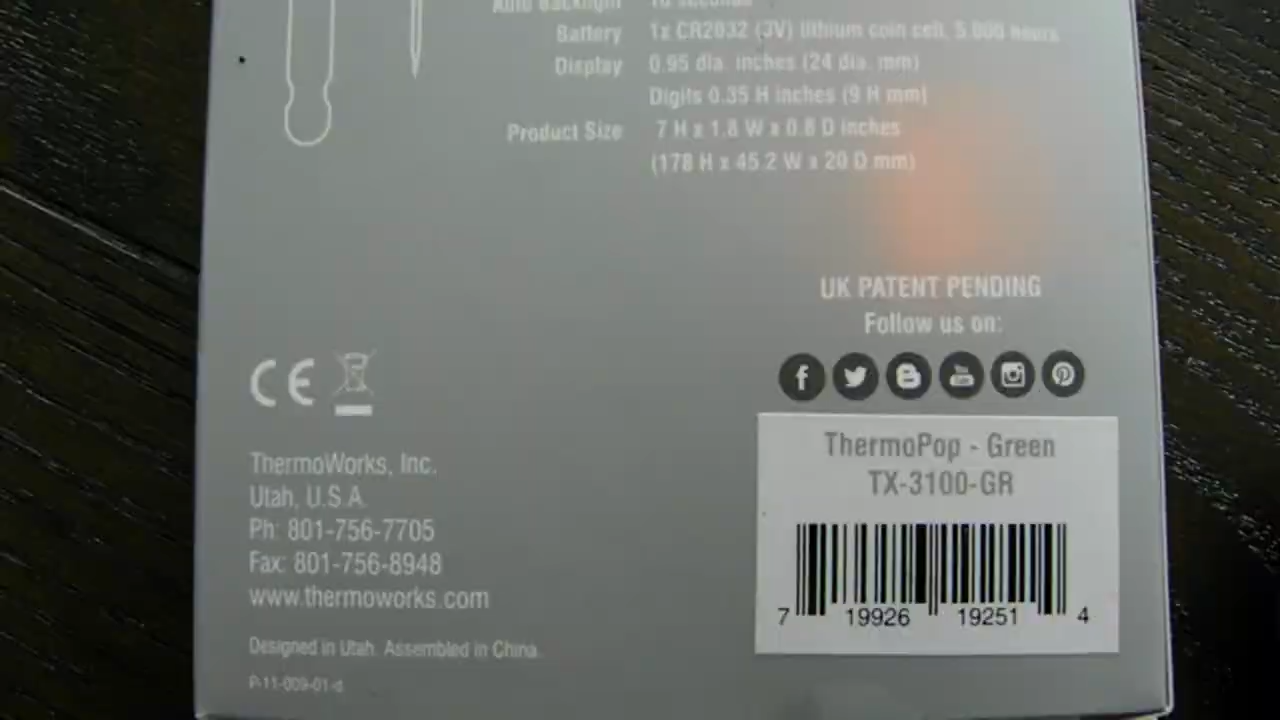 Auto Backlight 10 seconds
Battery 1x CR2032 (3V) lithium coin cell, 5,000 hours
Display 0.95 dia. inches (24 dia. mm)
Digits 0.35 H inches (9 H mm)
Product Size 7 H x 1.8 W x 0.8 D inches
(178 H x 45.2 W x 20 D mm)
UK PATENT PENDING
Follow us on:
CE
ThermoWorks, Inc.
Utah, U.S.A.
Ph: 801-756-7705
Fax: 801-756-8948
www.thermoworks.com
Designed in Utah. Assembled in China.
P-11-009-01-d
ThermoPop - Green
TX-3100-GR
7 19926 19251 4